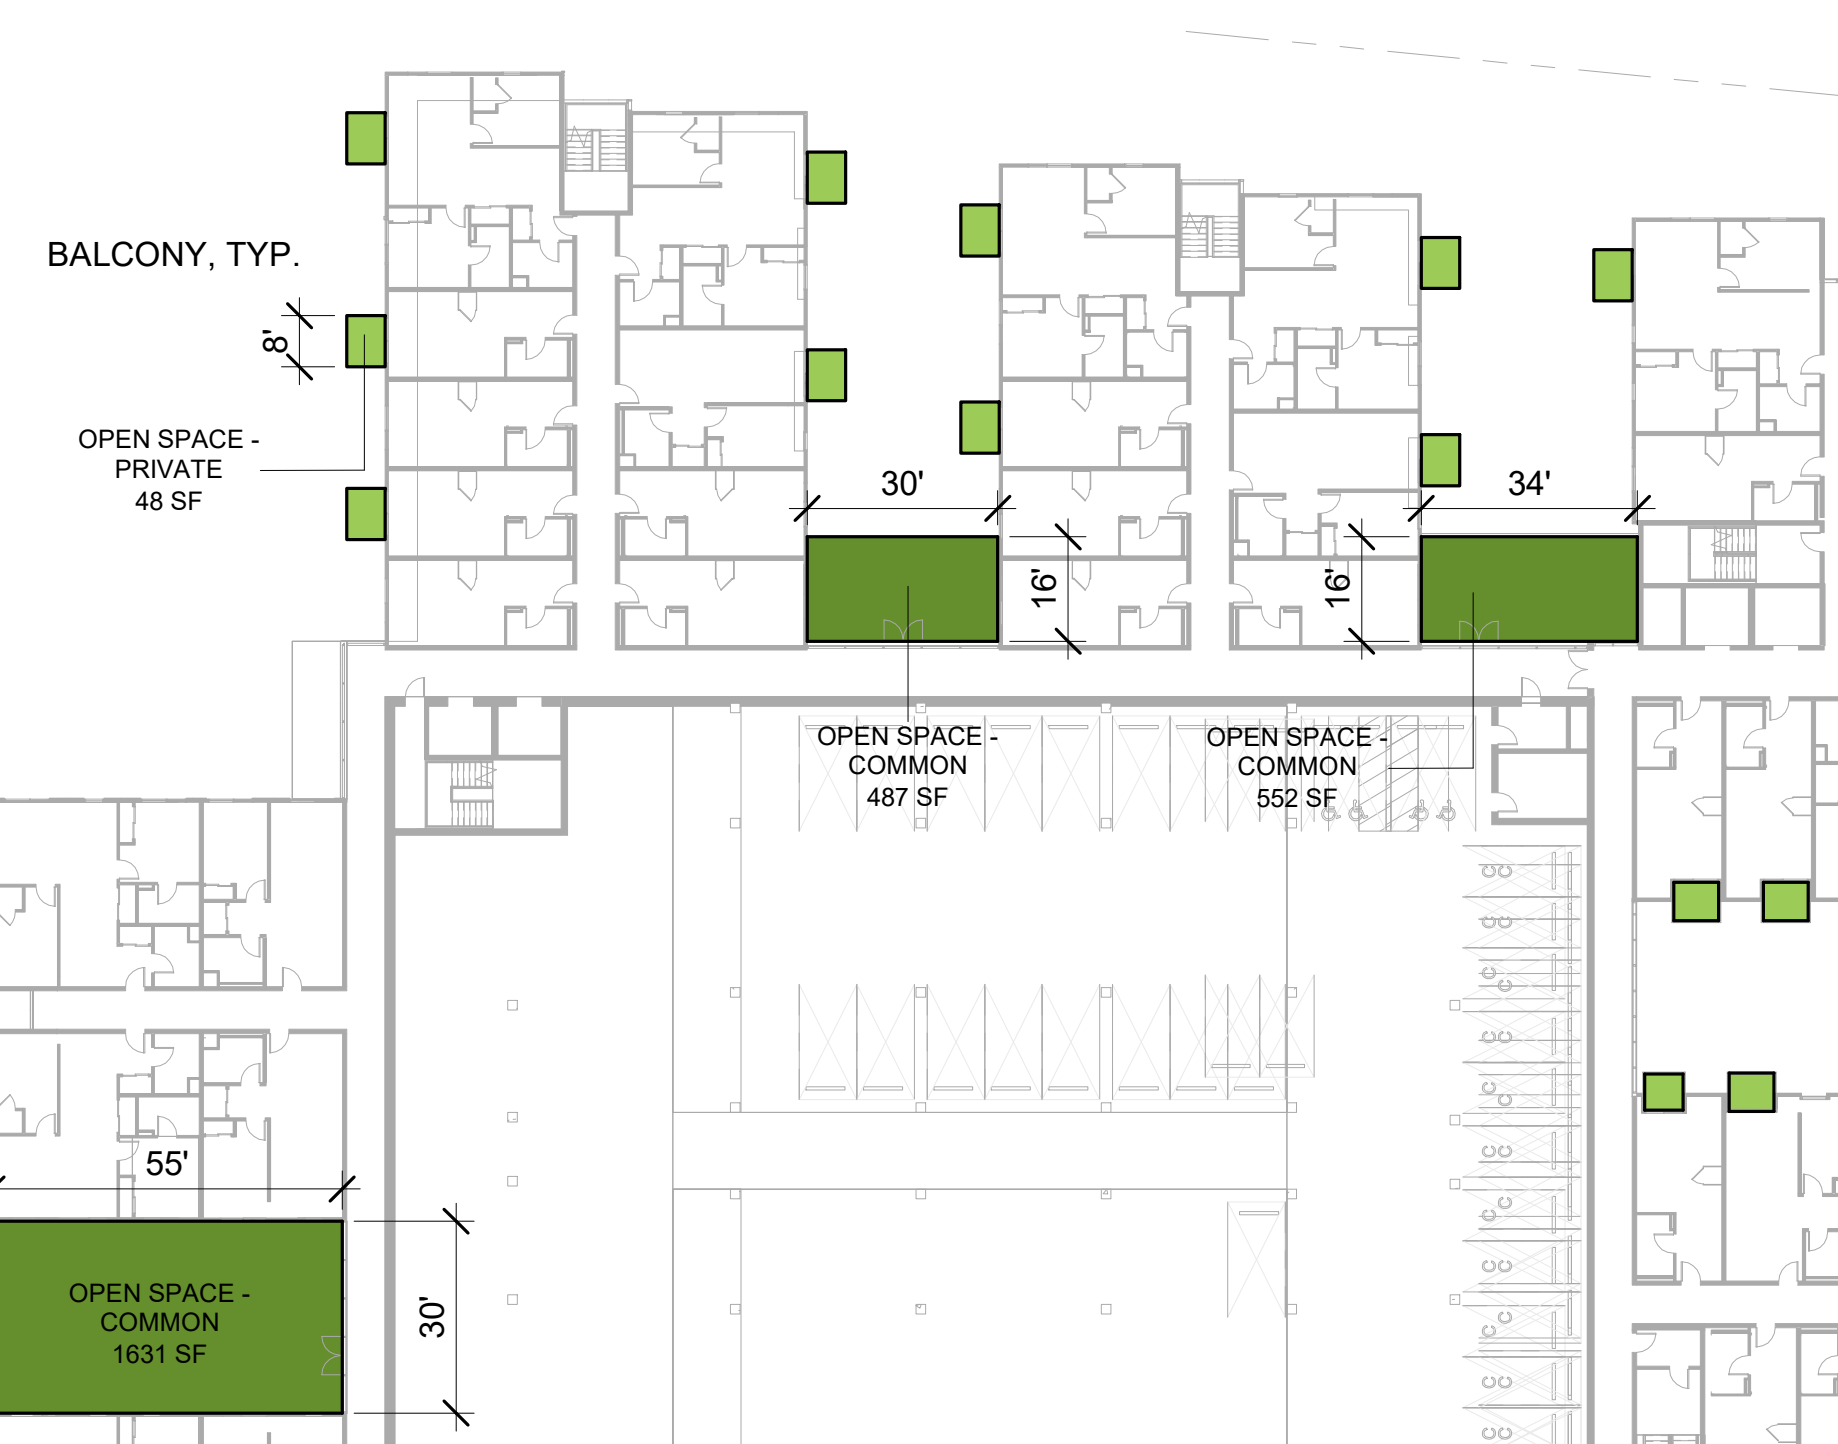 BALCONY, TYP.
8'
OPEN SPACE -
PRIVATE
48 SF
30'
34'
16'
16'
OPEN SPACE -
COMMON
487 SF
OPEN SPACE -
COMMON
552 SF
55'
OPEN SPACE -
COMMON
1631 SF
30'
C C
C C
C
C
C C
C
C
C C
C
C
C C
C
C
C C
C C